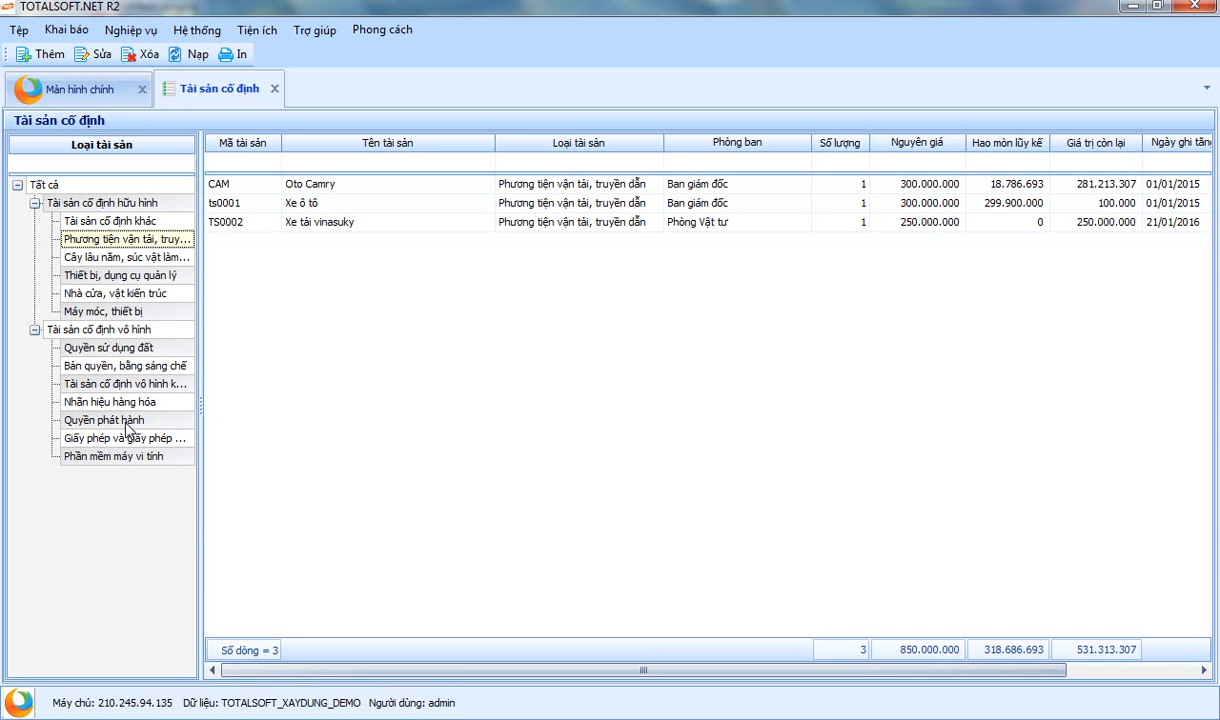 TOTALSOFT.NET R2
Tệp Khai báo Nghiệp vụ Hệ thống Tiện ích Trợ giúp Phong cách
Thêm Sửa Xóa Nạp In
Màn hình chính Tài sản cố định
Tài sản cố định
Loại tài sản
Tất cả
Tài sản cố định hữu hình
Tài sản cố định khác
Phương tiện vận tải, truy...
Cây lâu năm, súc vật làm...
Thiết bị, dụng cụ quản lý
Nhà cửa, vật kiến trúc
Máy móc, thiết bị
Tài sản cố định vô hình
Quyền sử dụng đất
Bản quyền, bằng sáng chế
Tài sản cố định vô hình k...
Nhãn hiệu hàng hóa
Quyền phát hành
Giấy phép và giấy phép ...
Phần mềm máy vi tính
Mã tài sản Tên tài sản Loại tài sản Phòng ban Số lượng Nguyên giá Hao mòn lũy kế Giá trị còn lại Ngày ghi tăng
CAM Oto Camry Phương tiện vận tải, truyền dẫn Ban giám đốc 1 300.000.000 18.786.693 281.213.307 01/01/2015
ts0001 Xe ô tô Phương tiện vận tải, truyền dẫn Ban giám đốc 1 300.000.000 299.900.000 100.000 01/01/2015
TS0002 Xe tải vinasuky Phương tiện vận tải, truyền dẫn Phòng Vật tư 1 250.000.000 0 250.000.000 21/01/2016
Số dòng = 3 3 850.000.000 318.686.693 531.313.307
Máy chủ: 210.245.94.135 Dữ liệu: TOTALSOFT_XAYDUNG_DEMO Người dùng: admin